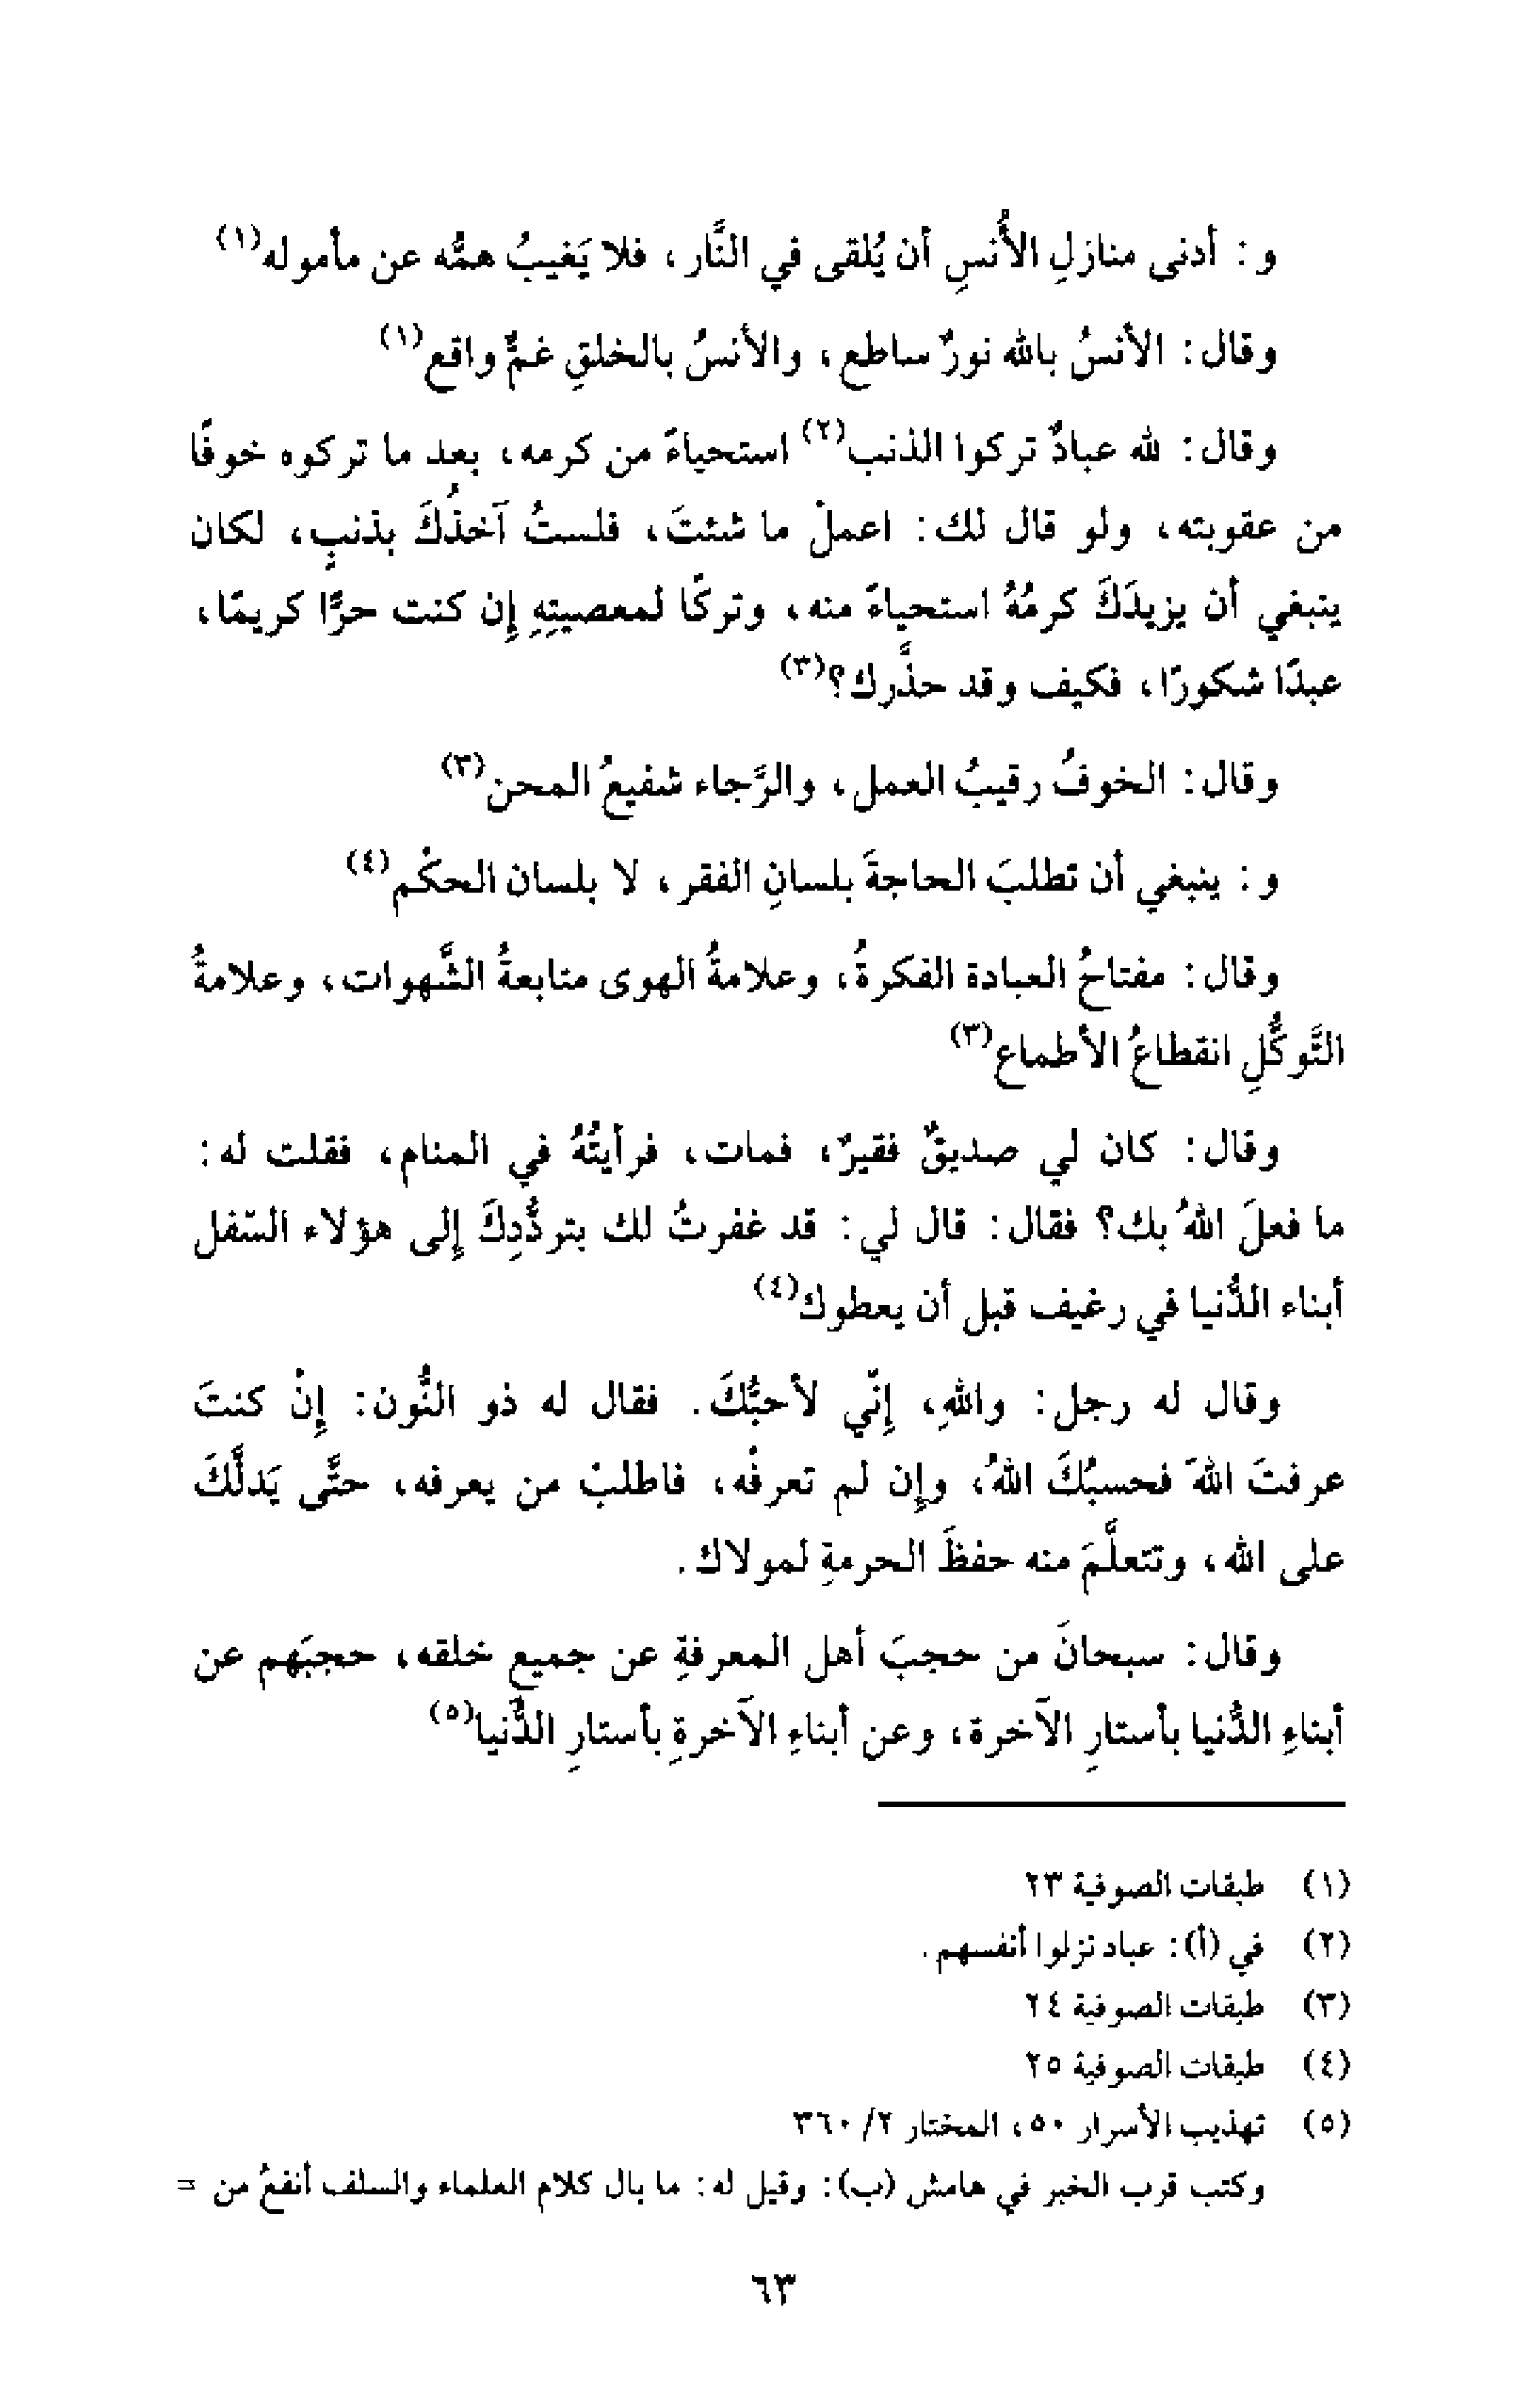 و: أدنى منازلِ الأُنسِ أن يُلقى في النَّار، فلا يَغيبُ همُّه عن مأموله(١)
وقال: الأنسُ بالله نورٌ ساطع، والأنسُ بالخلقِ غمٌّ واقع(١)
وقال: لله عبادٌ تركوا الذنب(٢) استحياءً من كرمه، بعد ما تركوه خوفًا
من عقوبته، ولو قال لك: اعملْ ما شئتَ، فلستُ آخذُكَ بذنبٍ، لكان
ينبغي أن يزيدَكَ كرمُهُ استحياءً منه، وتركًا لمعصيتِهِ إن كنت حرًّا كريمًا،
عبدًا شكورًا، فكيف وقد حذَّرك؟(٣)
وقال: الخوفُ رقيبُ العمل، والرَّجاء شفيعُ المحن(٣)
و: ينبغي أن تطلبَ الحاجةَ بلسانِ الفقر، لا بلسان الحكْم(٤)
وقال: مفتاحُ العبادة الفكرةُ، وعلامةُ الهوى متابعةُ الشَّهوات، وعلامةُ
التَّوكُّلِ انقطاعُ الأطماع(٣)
وقال: كان لي صديقٌ فقيرٌ، فمات، فرأيتُهُ في المنام، فقلت له:
ما فعلَ اللهُ بك؟ فقال: قال لي: قد غفرتُ لك بتردُّدِكَ إلى هؤلاء السّفل
أبناء الدُّنيا في رغيف قبل أن يعطوك(٤)
وقال له رجل: واللهِ، إنّي لأحبُّكَ. فقال له ذو النُّون: إنْ كنتَ
عرفتَ اللهَ فحسبُكَ اللهُ، وإن لم تعرفْه، فاطلبْ من يعرفه، حتَّى يَدلَّكَ
على الله، وتتعلَّمَ منه حفظَ الحرمةِ لمولاك.
وقال: سبحانَ من حجبَ أهل المعرفةِ عن جميعِ خلقه، حجبَهم عن
أبناءِ الدُّنيا بأستارِ الآخرة، وعن أبناءِ الآخرةِ بأستارِ الدُّنيا(٥)
(١) طبقات الصوفية ٢٣
(٢) في (أ): عباد نزلوا أنفسهم.
(٣) طبقات الصوفية ٢٤
(٤) طبقات الصوفية ٢٥
(٥) تهذيب الأسرار ٥٠، المختار ٢/ ٣٦٠
وكتب قرب الخبر في هامش (ب): وقيل له: ما بال كلام العلماء والسلف أنفعُ من =
٦٣